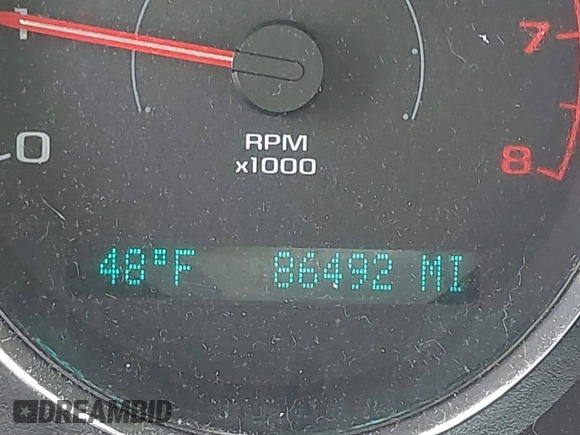 1
7
0
RPM
x1000
8
48°F 86492 MI
DREAMBID